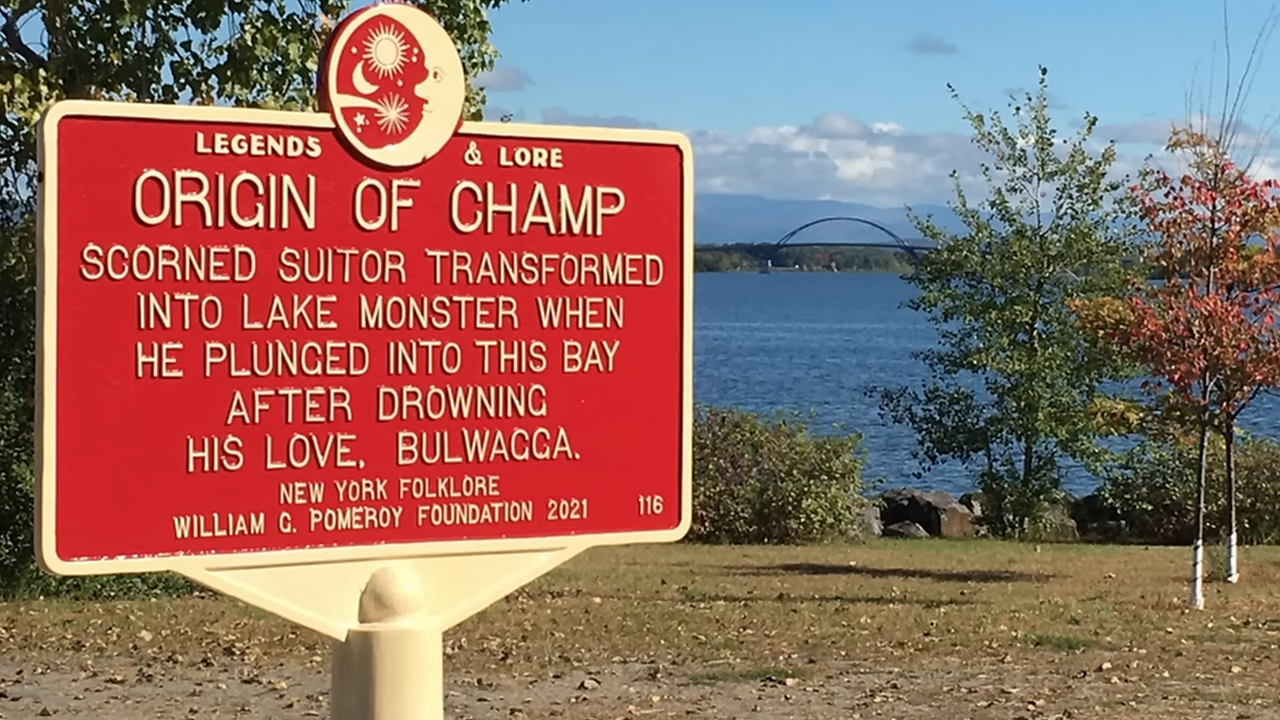 LEGENDS & LORE
ORIGIN OF CHAMP
SCORNED SUITOR TRANSFORMED
INTO LAKE MONSTER WHEN
HE PLUNGED INTO THIS BAY
AFTER DROWNING
HIS LOVE, BULWAGGA.
NEW YORK FOLKLORE
WILLIAM G. POMEROY FOUNDATION 2021 116